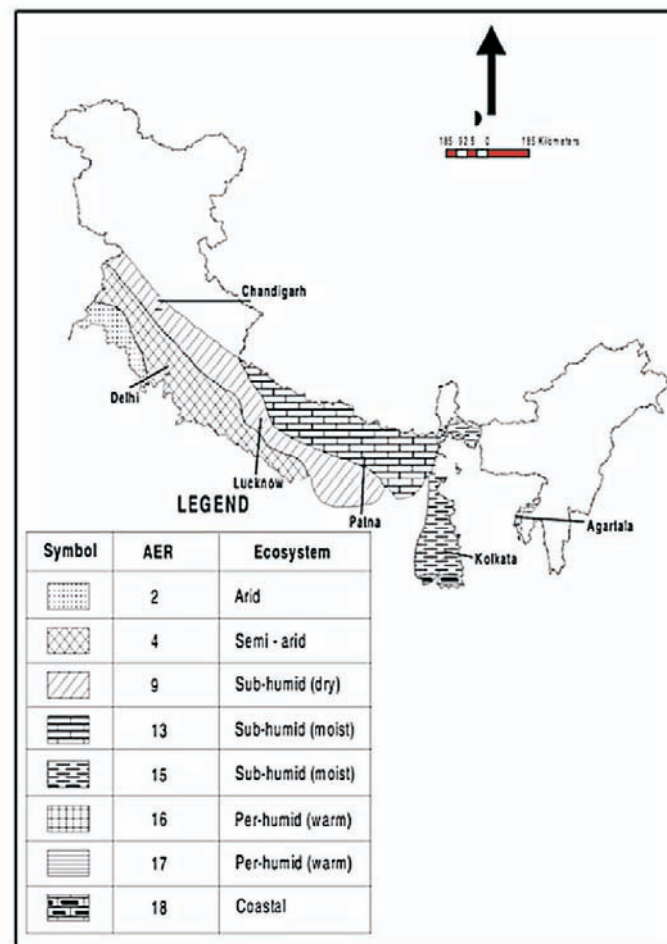 185 92.5 0 185 Kilometers
Chandigarh
Delhi
Lucknow
Patna
Agartala
Kolkata
LEGEND
Symbol AER Ecosystem
2 Arid
4 Semi - arid
9 Sub-humid (dry)
13 Sub-humid (moist)
15 Sub-humid (moist)
16 Per-humid (warm)
17 Per-humid (warm)
18 Coastal